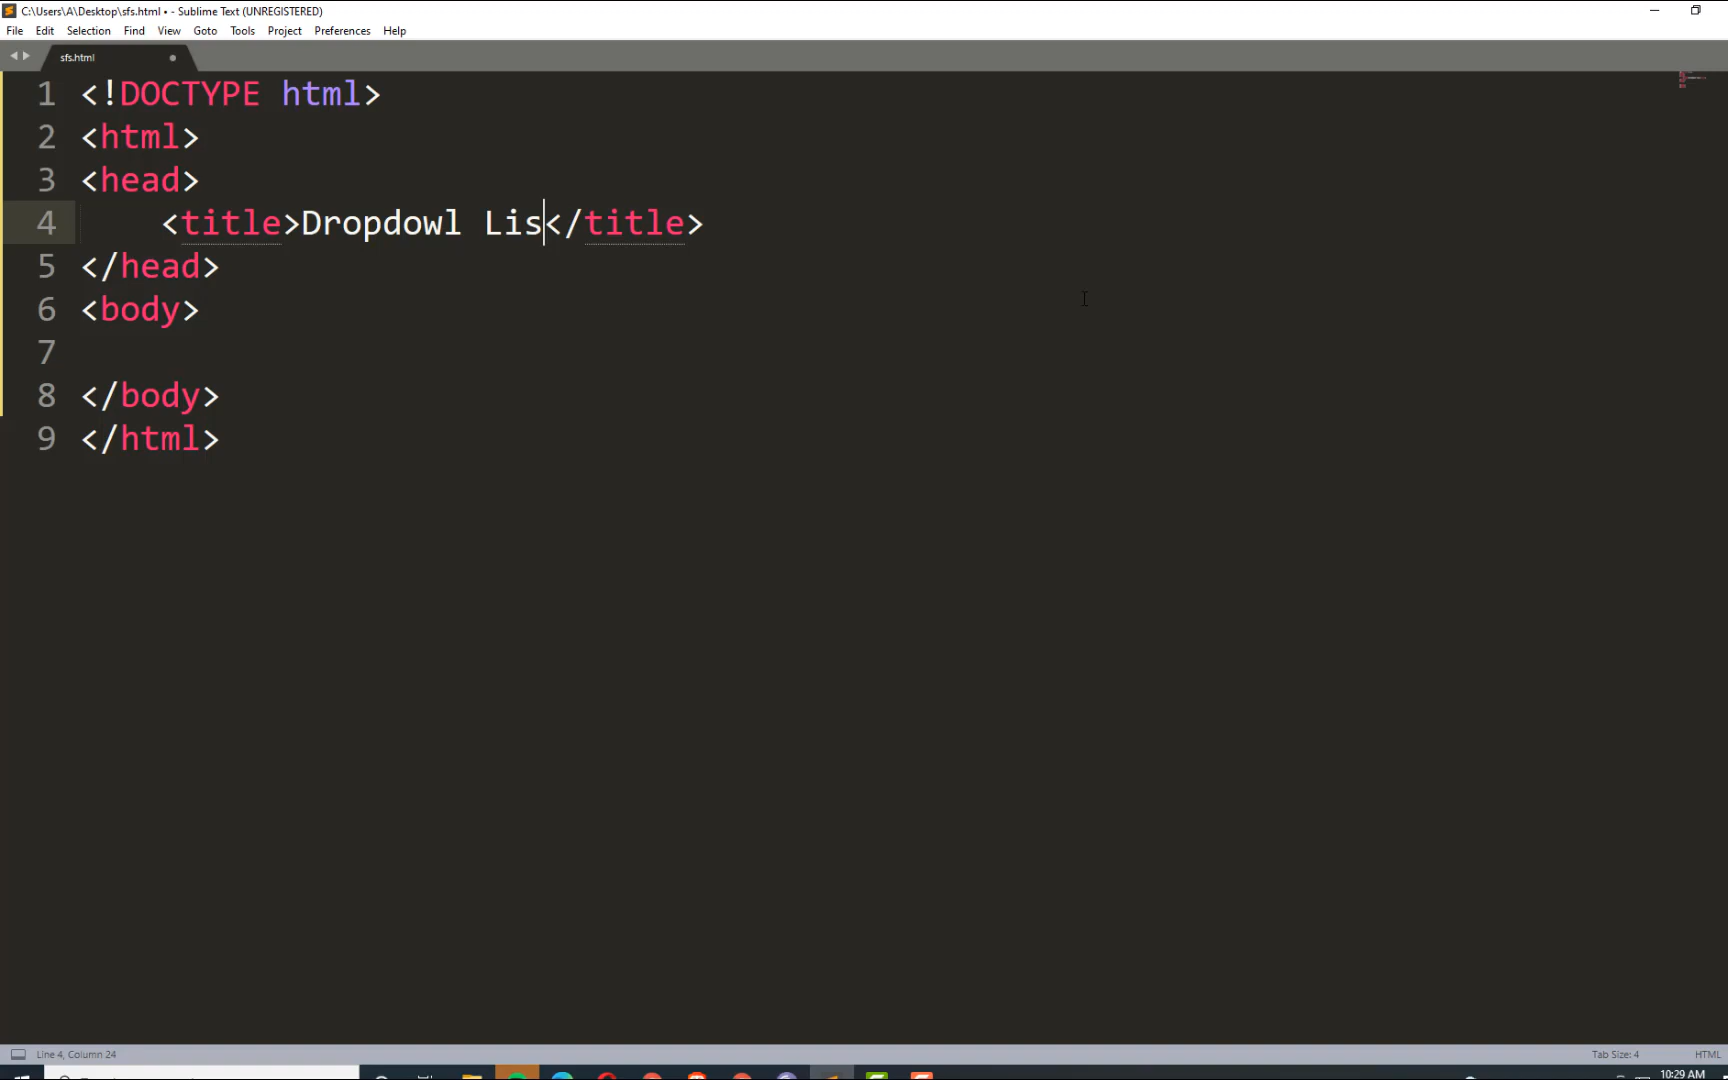 C:\Users\A\Desktop\sfs.html • - Sublime Text (UNREGISTERED)
File Edit Selection Find View Goto Tools Project Preferences Help
sfs.html
1 <!DOCTYPE html>
2 <html>
3 <head>
4 <title>Dropdowl Lis</title>
5 </head>
6 <body>
7
8 </body>
9 </html>
Line 4, Column 24 Tab Size: 4 HTML
10:29 AM